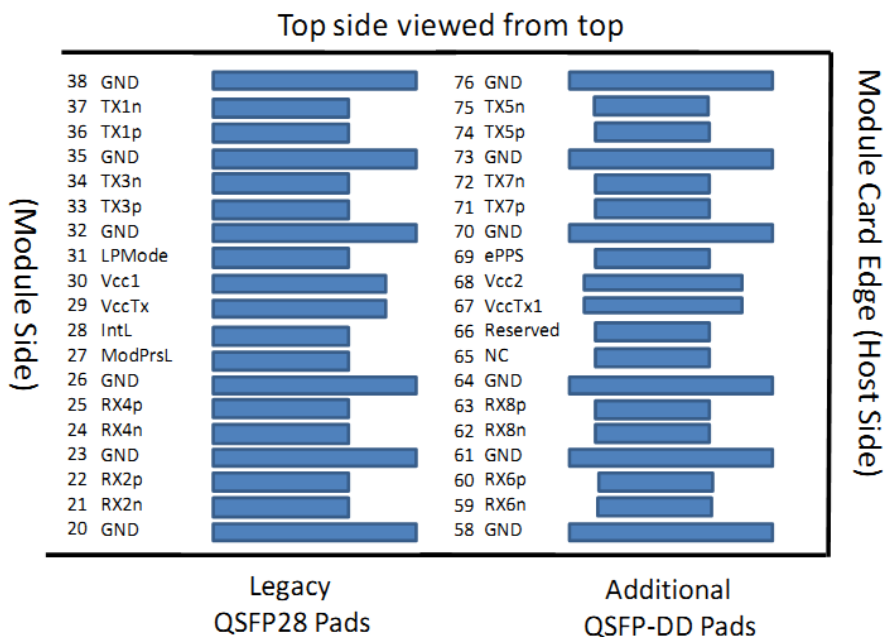 Top side viewed from top
38 GND 76 GND
37 TX1n 75 TX5n
36 TX1p 74 TX5p
35 GND 73 GND
34 TX3n 72 TX7n
33 TX3p 71 TX7p
32 GND 70 GND
31 LPMode 69 ePPS
30 Vcc1 68 Vcc2
29 VccTx 67 VccTx1
28 IntL 66 Reserved
27 ModPrsL 65 NC
26 GND 64 GND
25 RX4p 63 RX8p
24 RX4n 62 RX8n
23 GND 61 GND
22 RX2p 60 RX6p
21 RX2n 59 RX6n
20 GND 58 GND
(Module Side)
Module Card Edge (Host Side)
Legacy
QSFP28 Pads
Additional
QSFP-DD Pads